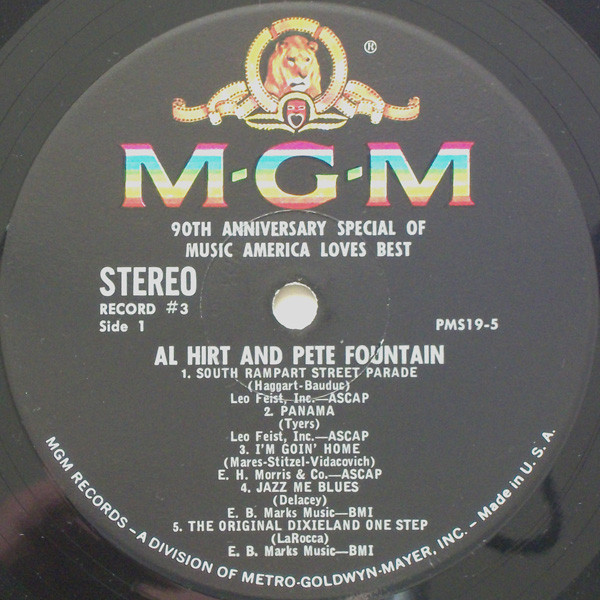 ®
M·G·M
90TH ANNIVERSARY SPECIAL OF
MUSIC AMERICA LOVES BEST
STEREO
RECORD #3
Side 1
PMS19-5
AL HIRT AND PETE FOUNTAIN
1. SOUTH RAMPART STREET PARADE
(Haggart-Bauduc)
Leo Feist, Inc.—ASCAP
2. PANAMA
(Tyers)
Leo Feist, Inc.—ASCAP
3. I'M GOIN' HOME
(Mares-Stitzel-Vidacovich)
E. H. Morris & Co.—ASCAP
4. JAZZ ME BLUES
(Delacey)
E. B. Marks Music—BMI
5. THE ORIGINAL DIXIELAND ONE STEP
(LaRocca)
E. B. Marks Music—BMI
MGM RECORDS – A DIVISION OF METRO-GOLDWYN-MAYER, INC. – Made in U. S. A.